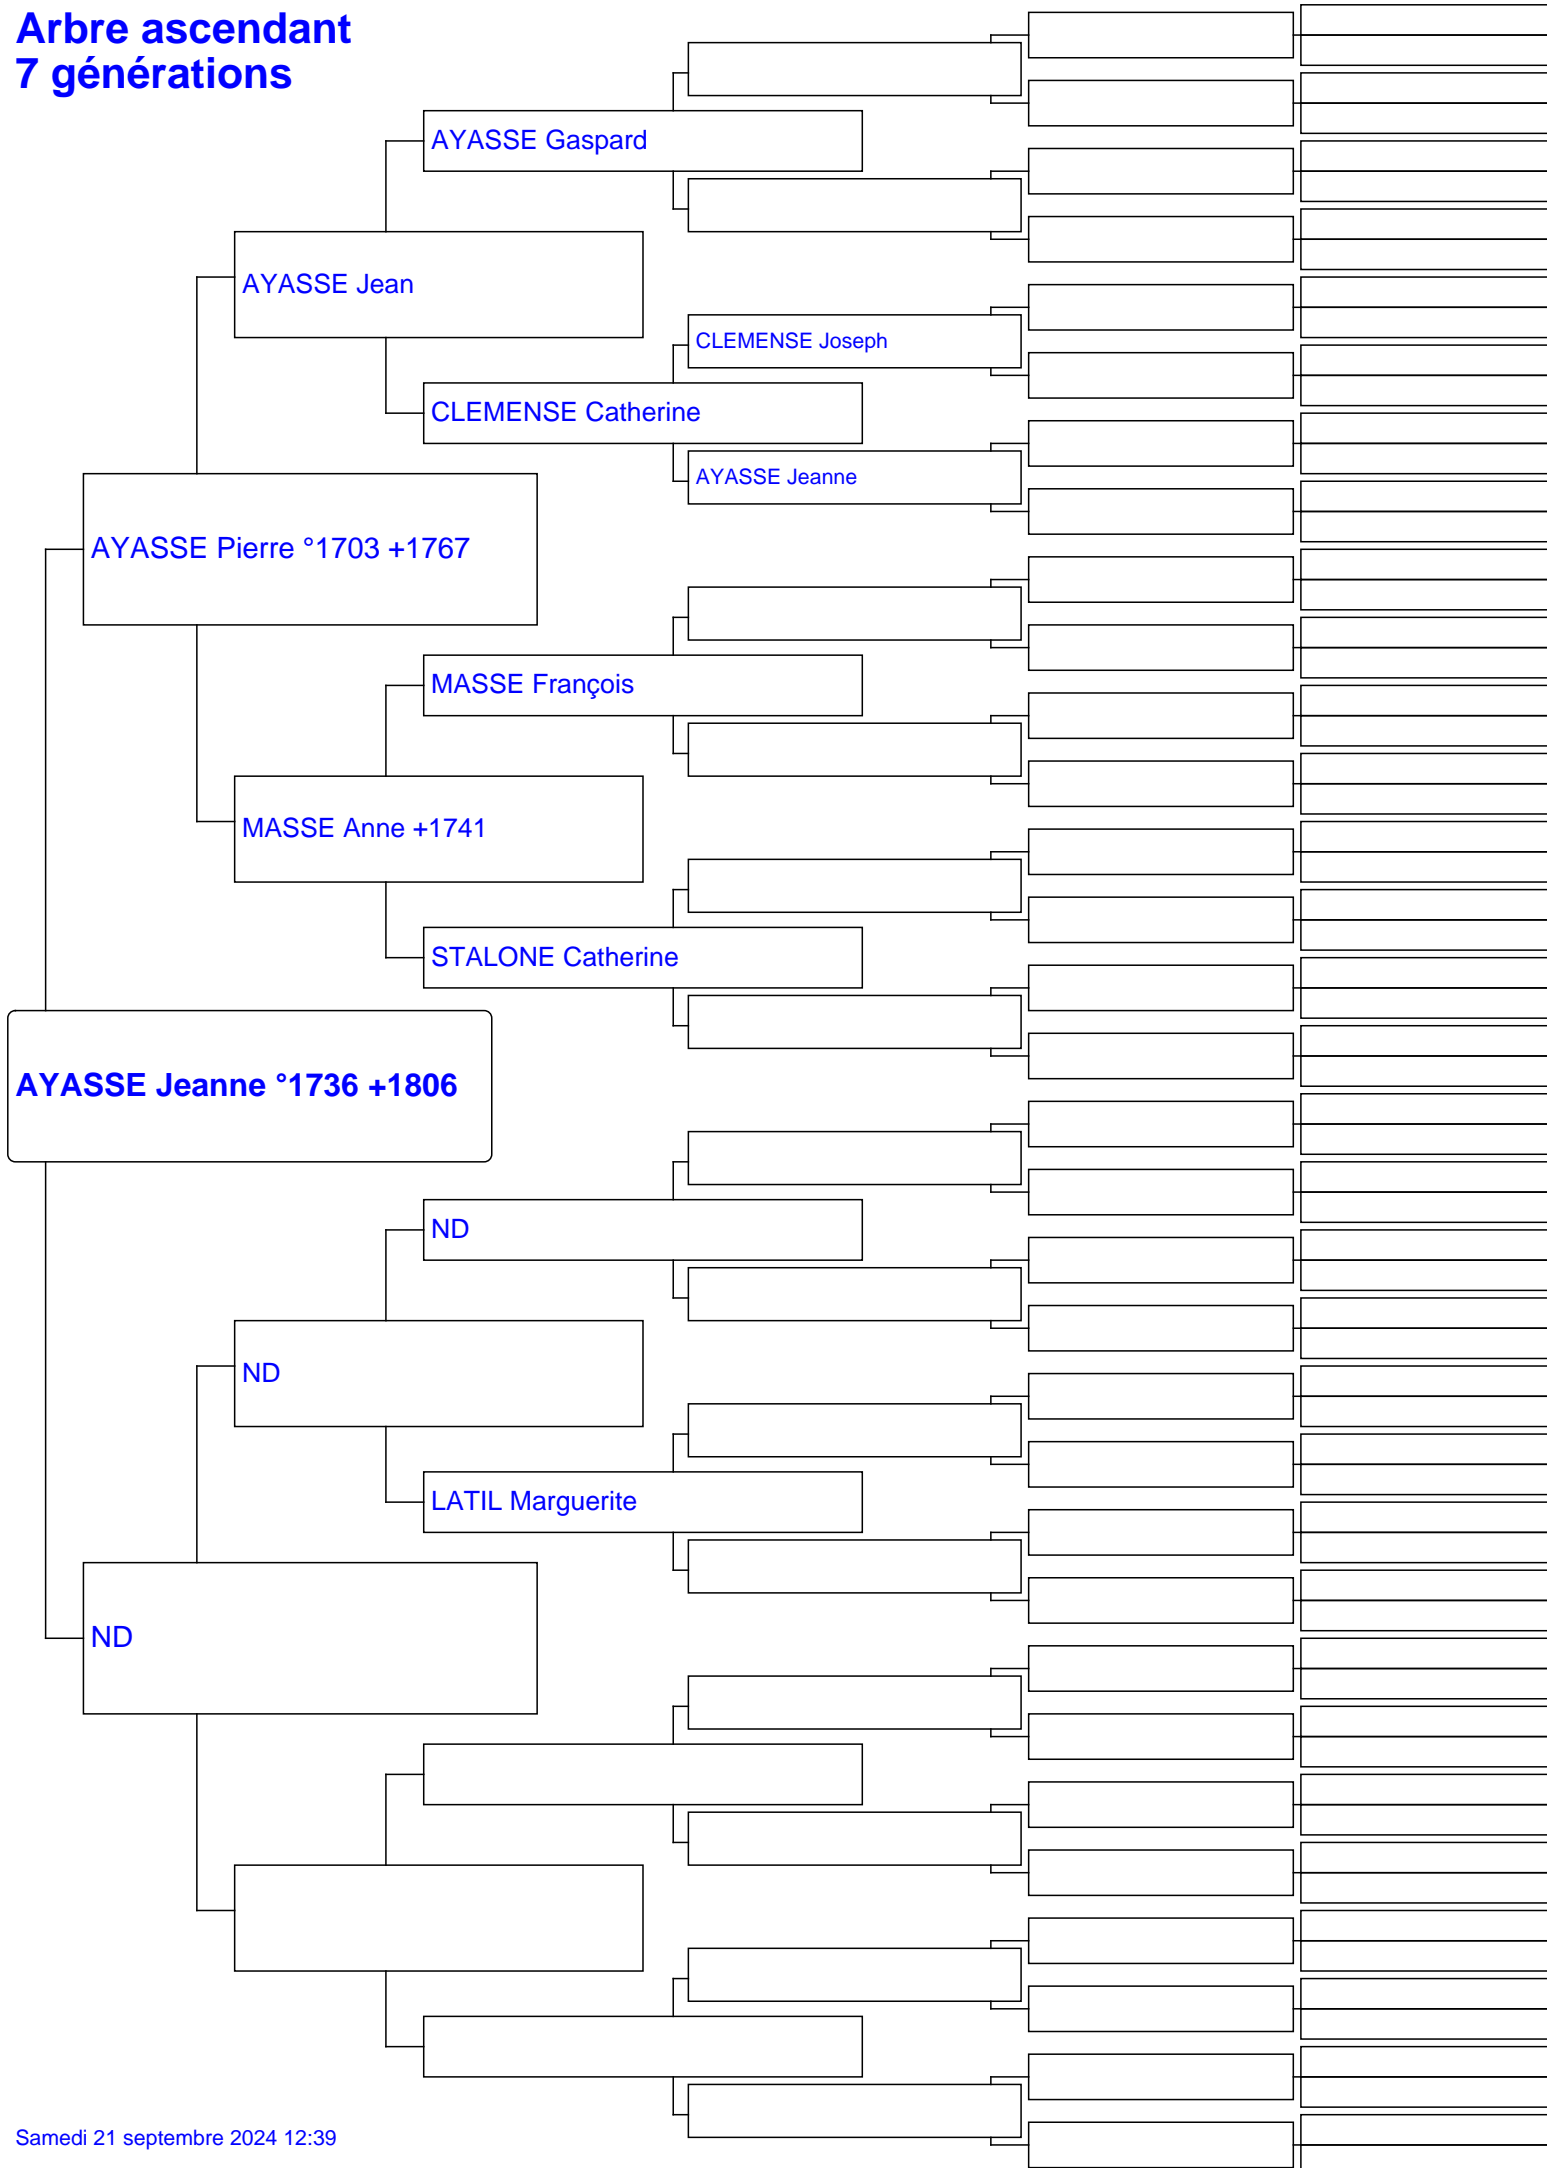 Arbre ascendant
7 générations
AYASSE Gaspard
AYASSE Jean
CLEMENSE Joseph
CLEMENSE Catherine
AYASSE Jeanne
AYASSE Pierre °1703 +1767
MASSE François
MASSE Anne +1741
STALONE Catherine
AYASSE Jeanne °1736 +1806
ND
ND
LATIL Marguerite
ND
Samedi 21 septembre 2024 12:39